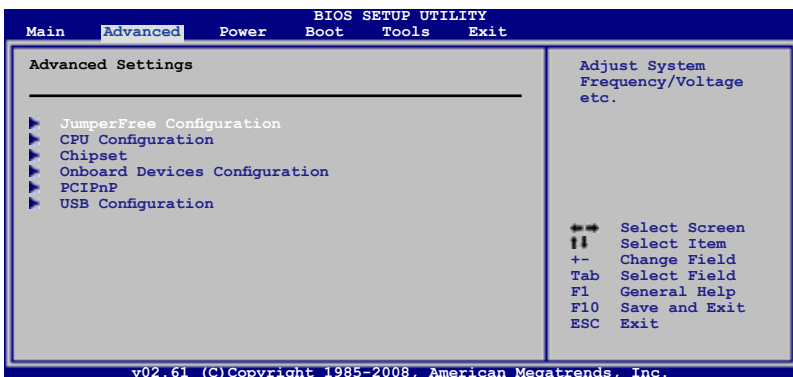 BIOS SETUP UTILITY
Main Advanced Power Boot Tools Exit
Advanced Settings
JumperFree Configuration
CPU Configuration
Chipset
Onboard Devices Configuration
PCIPnP
USB Configuration
Adjust System
Frequency/Voltage
etc.
Select Screen
Select Item
+- Change Field
Tab Select Field
F1 General Help
F10 Save and Exit
ESC Exit
v02.61 (C)Copyright 1985-2008, American Megatrends, Inc.